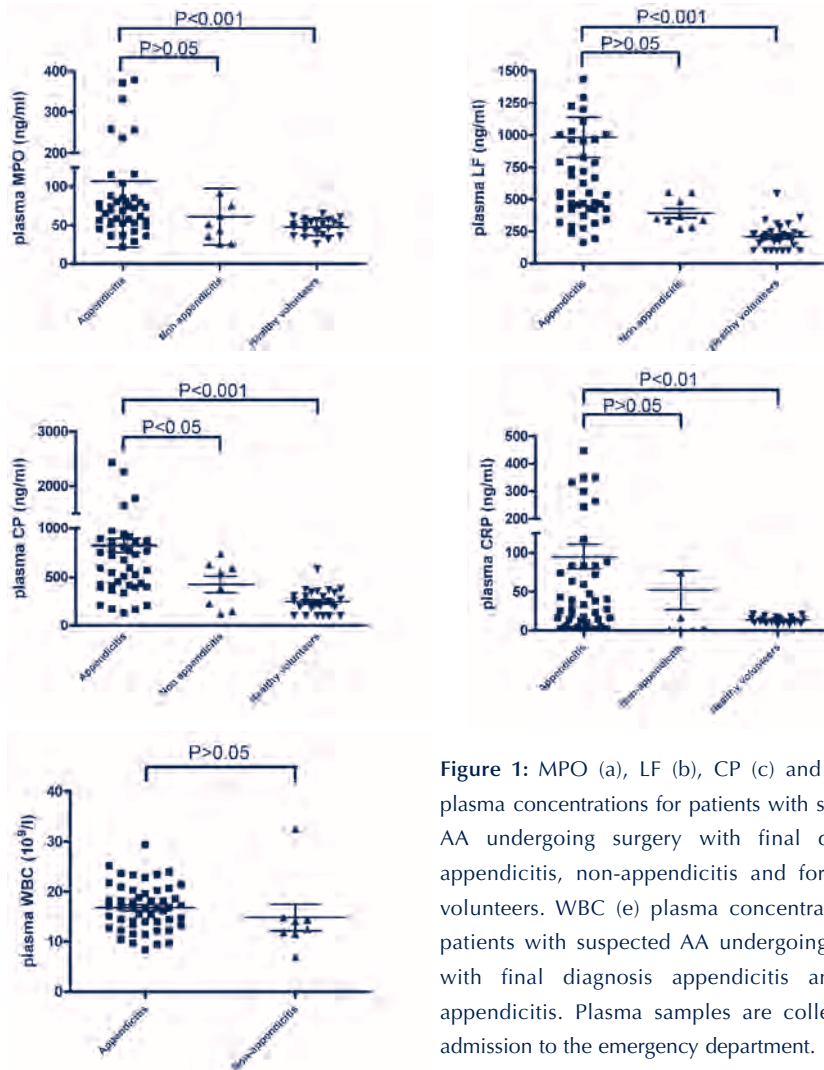 P<0.001
P>0.05
plasma MPO (ng/ml)
400
300
200
100
50
0
Appendicitis
Non appendicitis
Healthy volunteers
P<0.001
P>0.05
plasma LF (ng/ml)
1500
1250
1000
750
500
250
0
Appendicitis
Non appendicitis
Healthy volunteers
P<0.001
P<0.05
plasma CP (ng/ml)
3000
2000
1000
500
0
Appendicitis
Non appendicitis
Healthy volunteers
P<0.01
P>0.05
plasma CRP (ng/ml)
500
400
300
200
100
50
0
Appendicitis
Non-appendicitis
Healthy volunteers
P>0.05
plasma WBC (10⁹/l)
40
30
20
10
0
Appendicitis
Non-appendicitis
Figure 1: MPO (a), LF (b), CP (c) and
plasma concentrations for patients with s
AA undergoing surgery with final d
appendicitis, non-appendicitis and for
volunteers. WBC (e) plasma concentra
patients with suspected AA undergoing
with final diagnosis appendicitis an
appendicitis. Plasma samples are colle
admission to the emergency department.